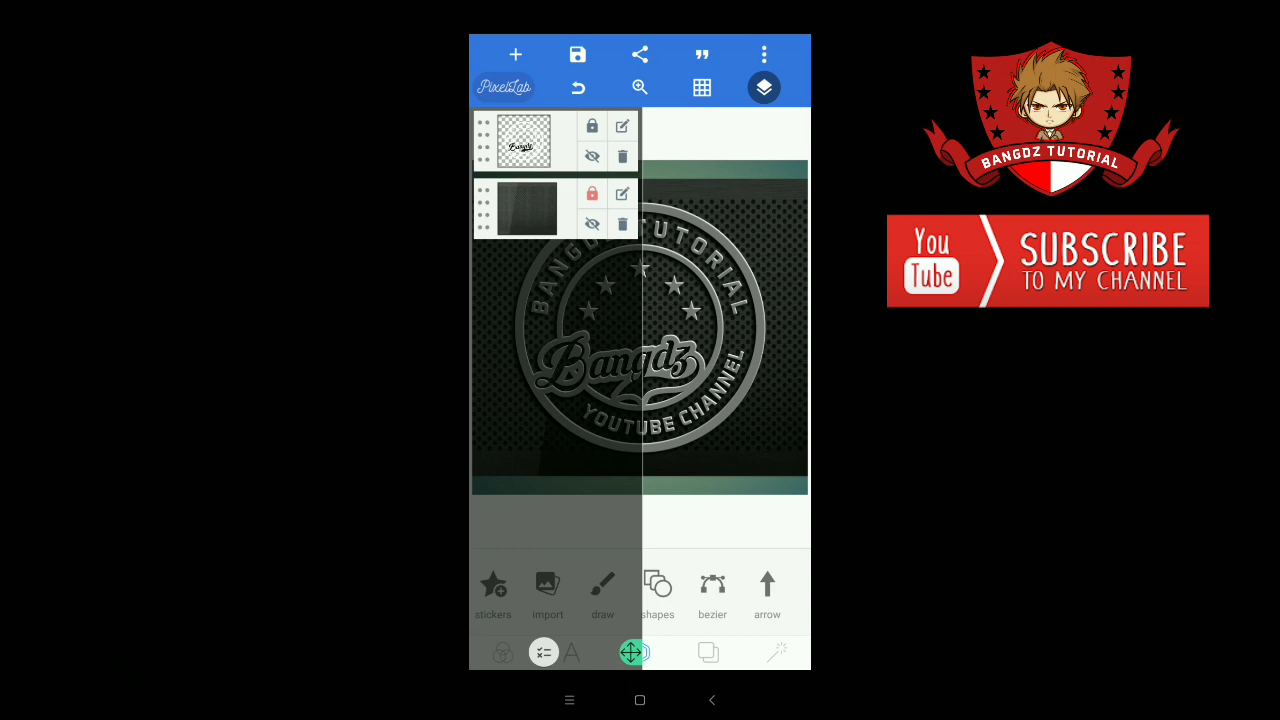 PixelLab
Bangdz
BANGDZ TUTORIAL
Bangdz
YOUTUBE CHANNEL
stickers
import
draw
shapes
bezier
arrow
BANGDZ TUTORIAL
You
Tube
SUBSCRIBE
TO MY CHANNEL